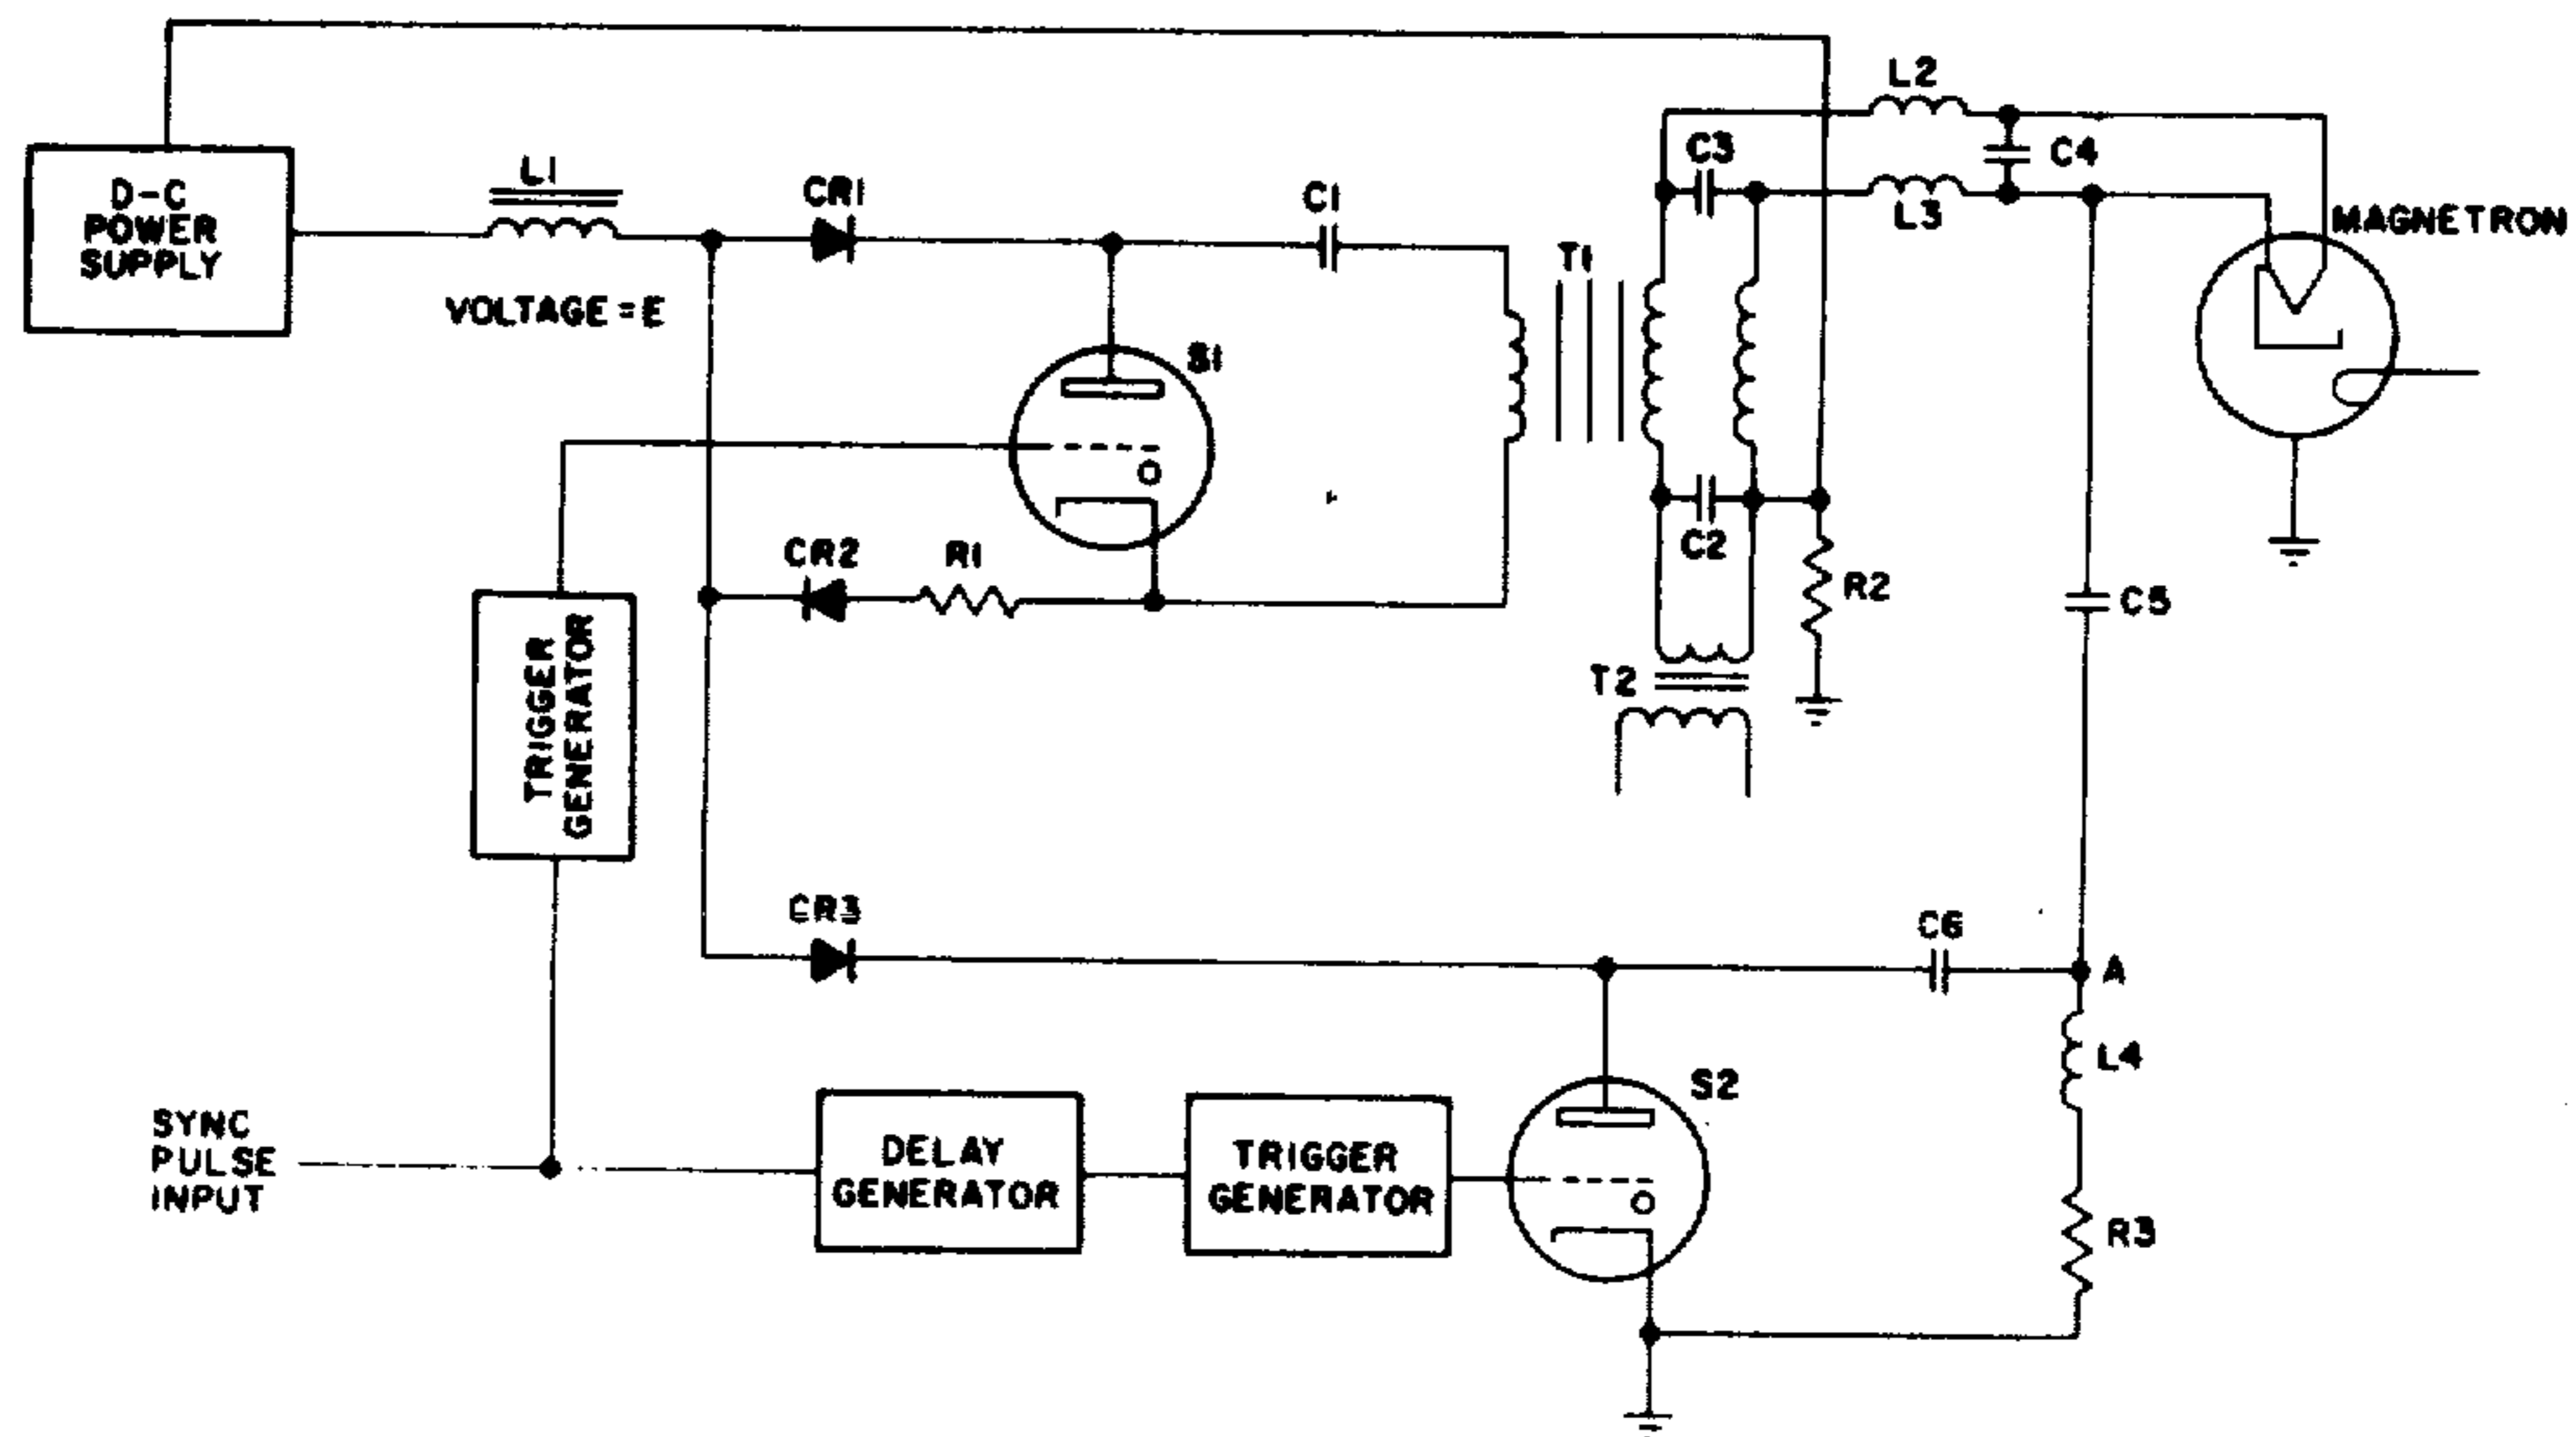 L2
C3
C4
D-C
POWER
SUPPLY
L1
CR1
C1
L3
MAGNETRON
T1
VOLTAGE = E
S1
CR2
R1
C2
R2
C5
T2
TRIGGER
GENERATOR
CR3
C6
A
L4
S2
SYNC
PULSE
INPUT
DELAY
GENERATOR
TRIGGER
GENERATOR
R3